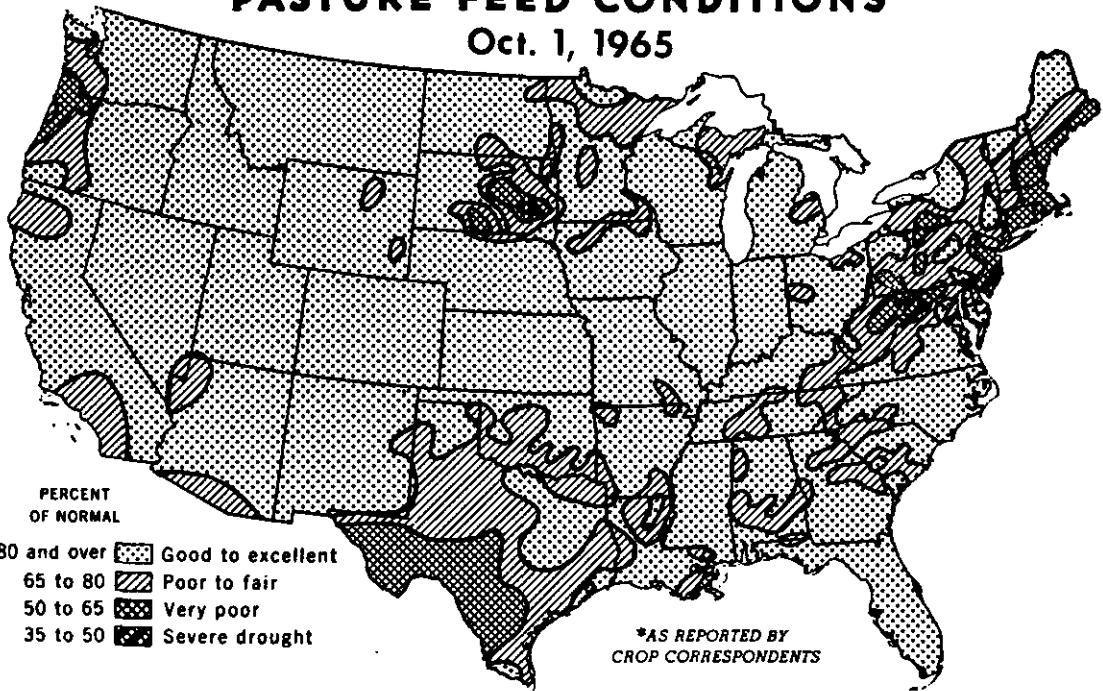 PASTURE FEED CONDITIONS
Oct. 1, 1965
PERCENT
OF NORMAL
80 and over Good to excellent
65 to 80 Poor to fair
50 to 65 Very poor
35 to 50 Severe drought
*AS REPORTED BY
CROP CORRESPONDENTS